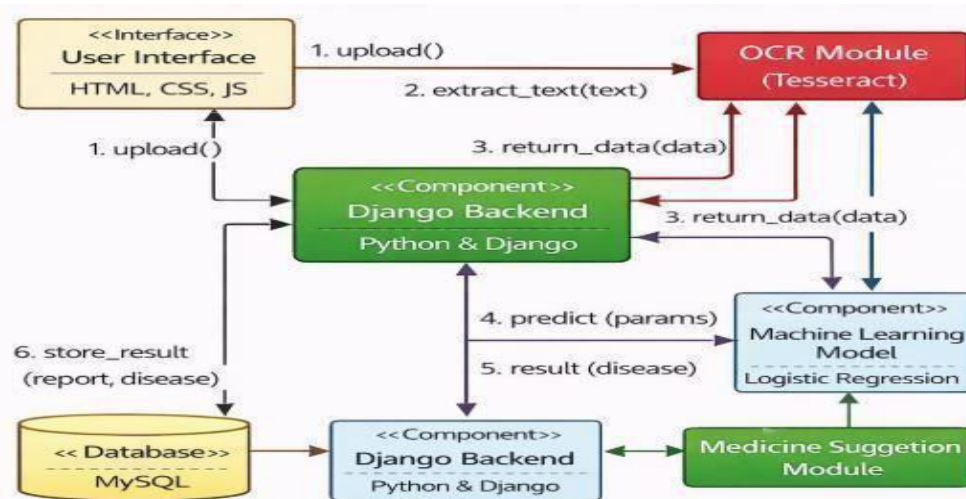 <<Interface>>
User Interface
HTML, CSS, JS
1. upload()
2. extract_text(text)
OCR Module
(Tesseract)
1. upload()
3. return_data(data)
<<Component>>
Django Backend
Python & Django
3. return_data(data)
4. predict (params)
5. result (disease)
<<Component>>
Machine Learning
Model
Logistic Regression
6. store_result
(report, disease)
<< Database>>
MySQL
<<Component>>
Django Backend
Python & Django
Medicine Suggetion
Module